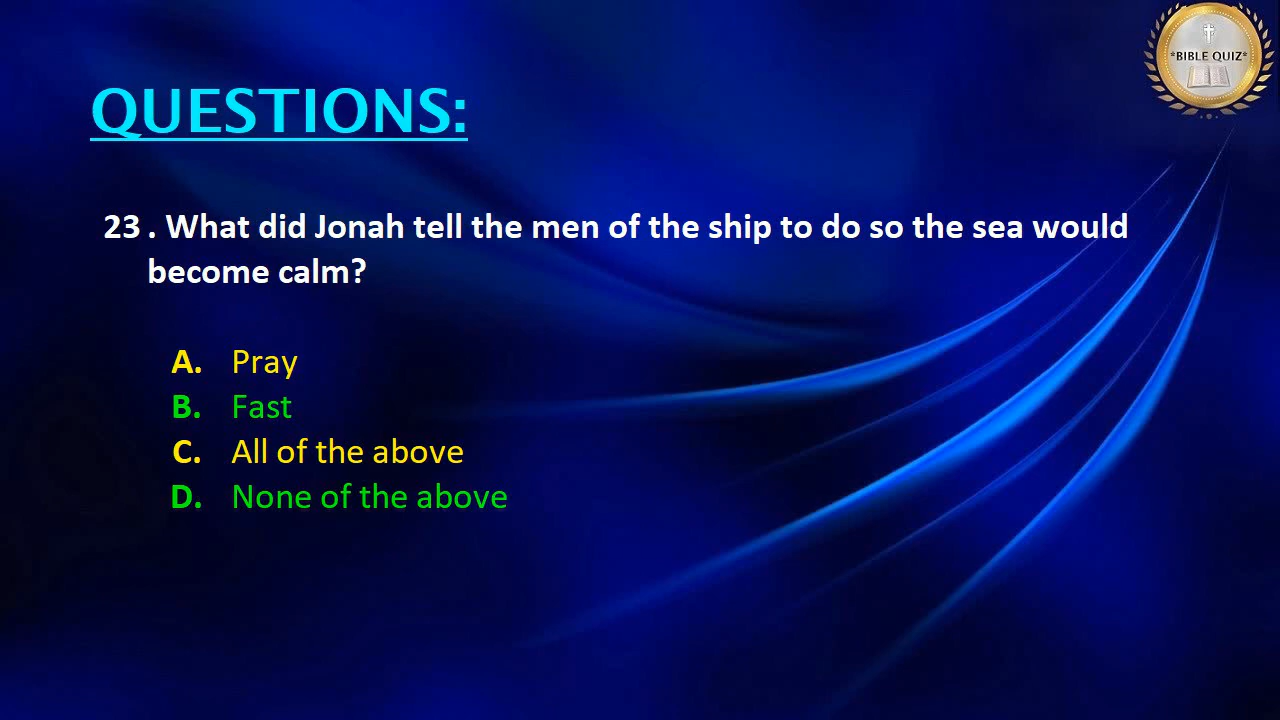 *BIBLE QUIZ*
QUESTIONS:
23 . What did Jonah tell the men of the ship to do so the sea would
become calm?
A. Pray
B. Fast
C. All of the above
D. None of the above